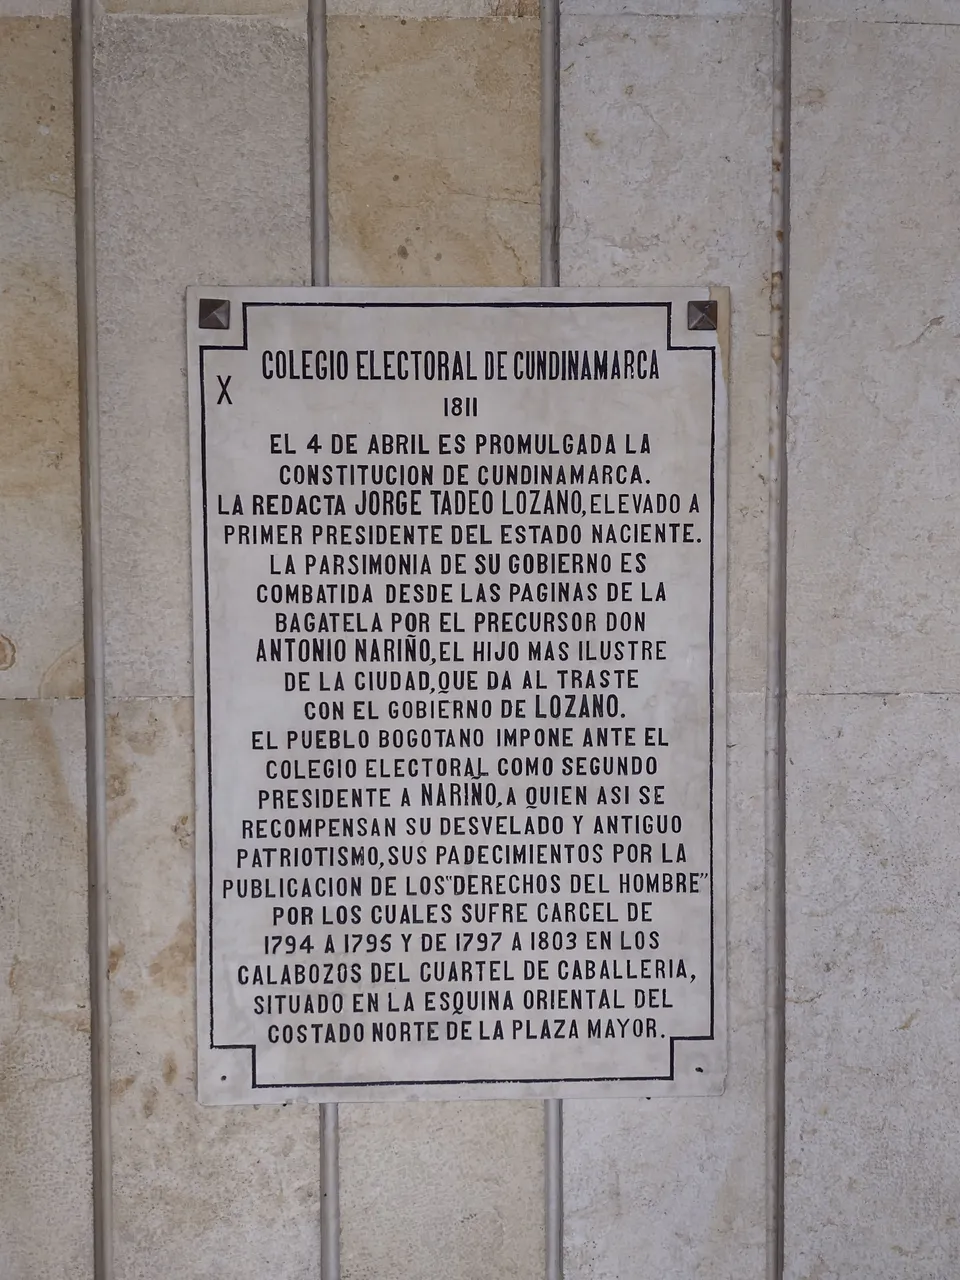 COLEGIO ELECTORAL DE CUNDINAMARCA
X
1811
EL 4 DE ABRIL ES PROMULGADA LA
CONSTITUCION DE CUNDINAMARCA.
LA REDACTA JORGE TADEO LOZANO, ELEVADO A
PRIMER PRESIDENTE DEL ESTADO NACIENTE.
LA PARSIMONIA DE SU GOBIERNO ES
COMBATIDA DESDE LAS PAGINAS DE LA
BAGATELA POR EL PRECURSOR DON
ANTONIO NARIÑO, EL HIJO MAS ILUSTRE
DE LA CIUDAD, QUE DA AL TRASTE
CON EL GOBIERNO DE LOZANO.
EL PUEBLO BOGOTANO IMPONE ANTE EL
COLEGIO ELECTORAL COMO SEGUNDO
PRESIDENTE A NARIÑO, A QUIEN ASI SE
RECOMPENSAN SU DESVELADO Y ANTIGUO
PATRIOTISMO, SUS PADECIMIENTOS POR LA
PUBLICACION DE LOS "DERECHOS DEL HOMBRE"
POR LOS CUALES SUFRE CARCEL DE
1794 A 1795 Y DE 1797 A 1803 EN LOS
CALABOZOS DEL CUARTEL DE CABALLERIA,
SITUADO EN LA ESQUINA ORIENTAL DEL
COSTADO NORTE DE LA PLAZA MAYOR.